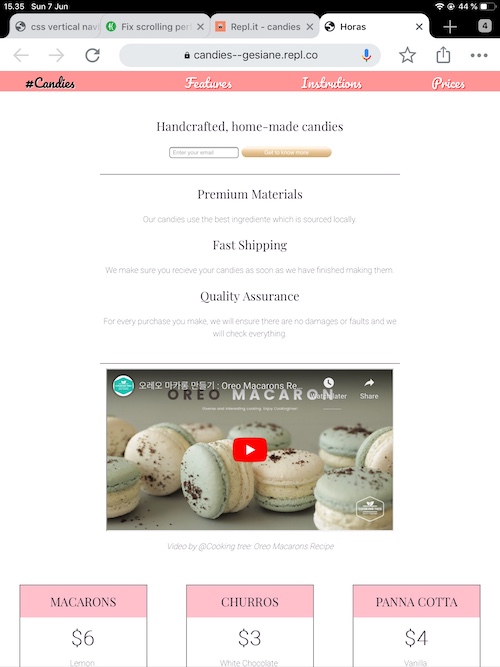 15.35 Sun 7 Jun 44 %
css vertical nav Fix scrolling per Repl.it - candies Horas 4
candies--gesiane.repl.co
#Candies Features Instrutions Prices
Handcrafted, home-made candies
Enter your email Get to Know More
Premium Materials
Our candies use the best ingrediente which is sourced locally.
Fast Shipping
We make sure you recieve your candies as soon as we have finished making them.
Quality Assurance
For every purchase you make, we will ensure there are no damages or faults and we
will check everything.
오레오 마카롱 만들기 : Oreo Macarons Re... Watch later Share
OREO MACARON
Diverse and interesting cooking, Enjoy Cookingtree!
COOKING TREE
Video by @Cooking tree: Oreo Macarons Recipe
MACARONS CHURROS PANNA COTTA
$6 $3 $4
Lemon White Chocolate Vanilla